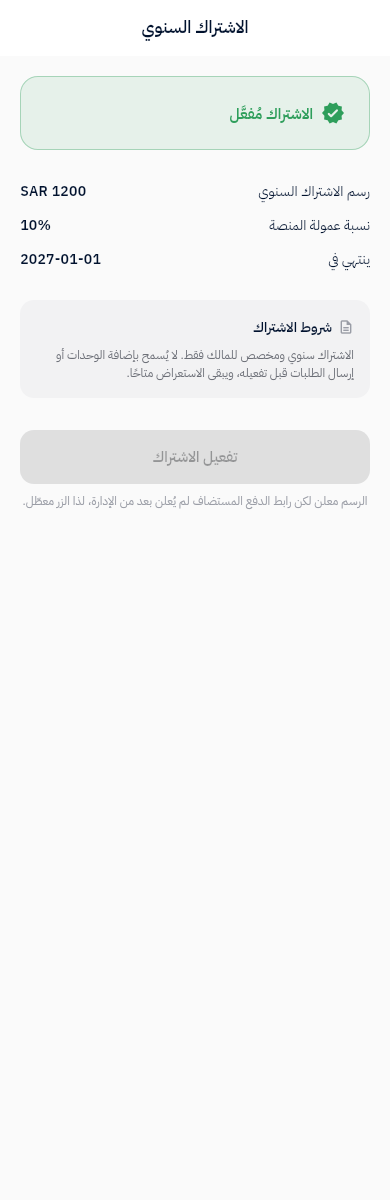 الاشتراك السنوي
الاشتراك مُفعَّل
رسم الاشتراك السنوي SAR 1200
نسبة عمولة المنصة 10%
ينتهي في 2027-01-01
شروط الاشتراك
الاشتراك سنوي ومخصص للمالك فقط. لا يُسمح بإضافة الوحدات أو
إرسال الطلبات قبل تفعيله، ويبقى الاستعراض متاحًا.
تفعيل الاشتراك
الرسم معلن لكن رابط الدفع المستضاف لم يُعلن بعد من الإدارة، لذا الزر معطّل.